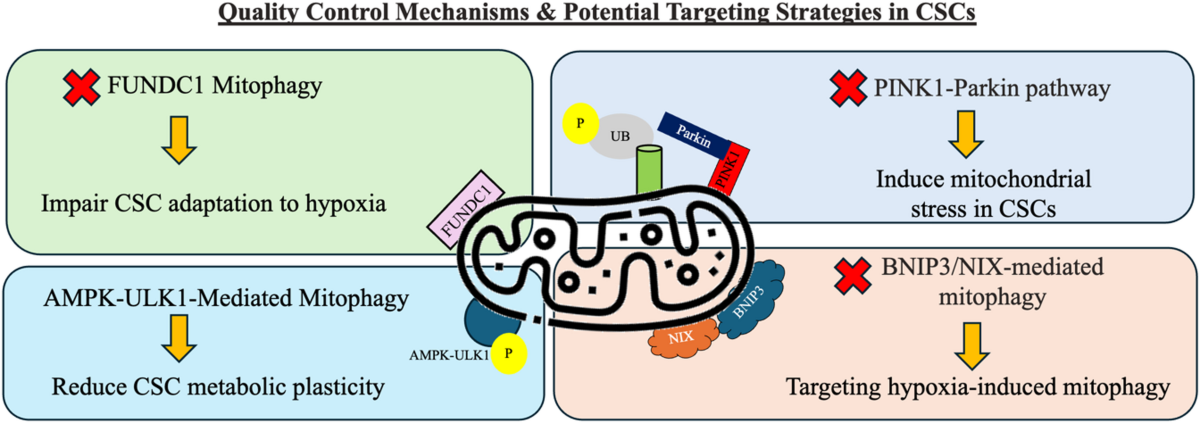 Quality Control Mechanisms & Potential Targeting Strategies in CSCs
FUNDC1 Mitophagy
Impair CSC adaptation to hypoxia
FUNDC1
P
UB
Parkin
PINK1
PINK1-Parkin pathway
Induce mitochondrial
stress in CSCs
AMPK-ULK1-Mediated Mitophagy
Reduce CSC metabolic plasticity
AMPK-ULK1
P
NIX
BNIP3
BNIP3/NIX-mediated
mitophagy
Targeting hypoxia-induced mitophagy